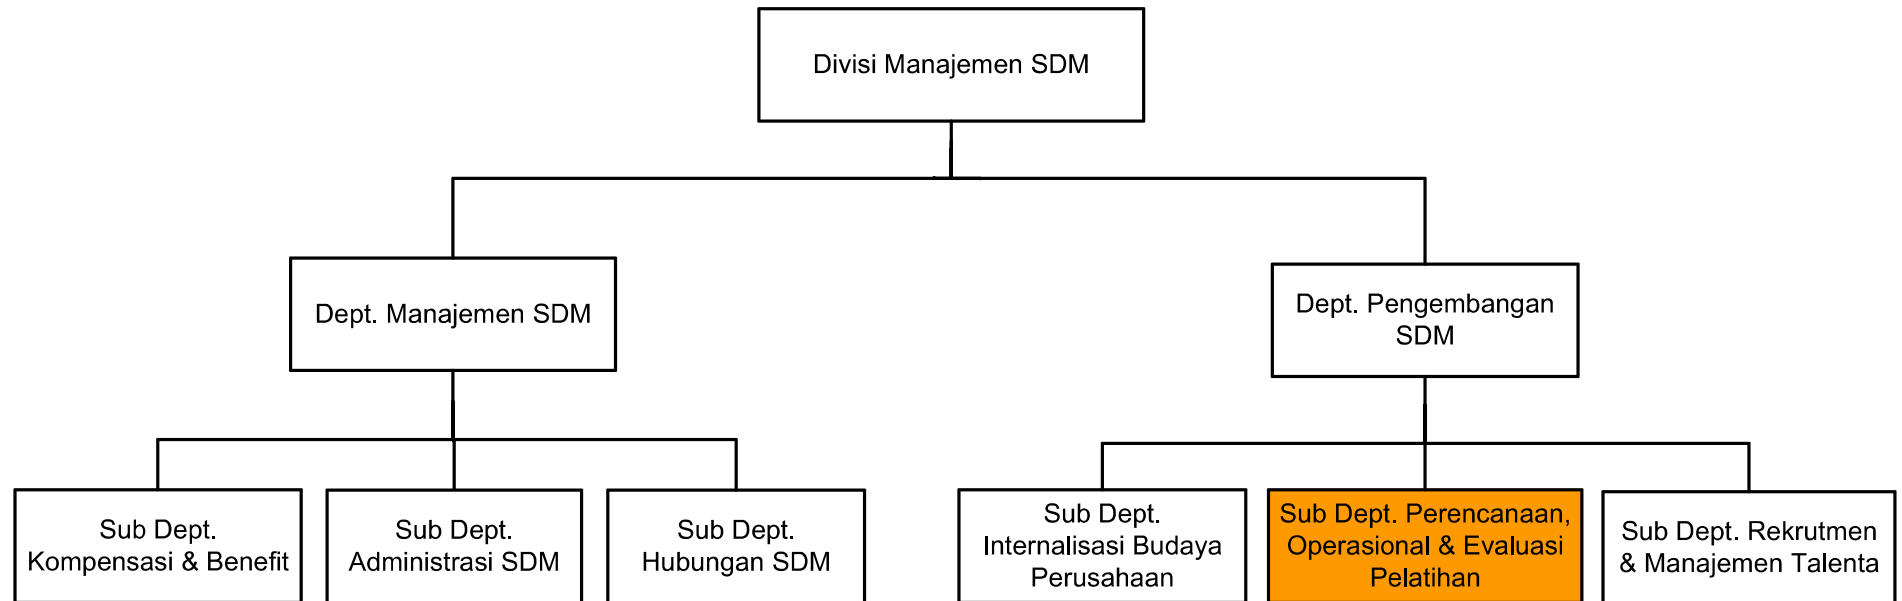 Divisi Manajemen SDM
Dept. Manajemen SDM
Dept. Pengembangan
SDM
Sub Dept.
Kompensasi & Benefit
Sub Dept.
Administrasi SDM
Sub Dept.
Hubungan SDM
Sub Dept.
Internalisasi Budaya
Perusahaan
Sub Dept. Perencanaan,
Operasional & Evaluasi
Pelatihan
Sub Dept. Rekrutmen
& Manajemen Talenta